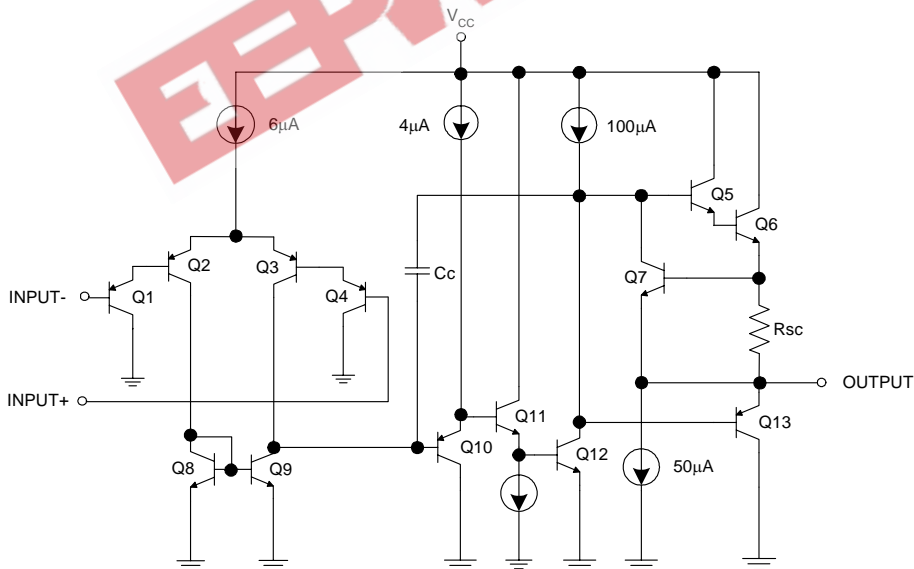 VCC
6μA
4μA
100μA
Q5
Q6
Q2
Q3
Q7
Cc
INPUT-
Q1
Q4
Rsc
OUTPUT
INPUT+
Q11
Q13
Q10
Q12
Q8
Q9
50μA